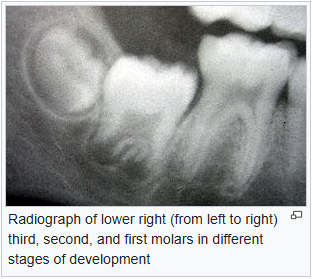 Radiograph of lower right (from left to right)
third, second, and first molars in different
stages of development